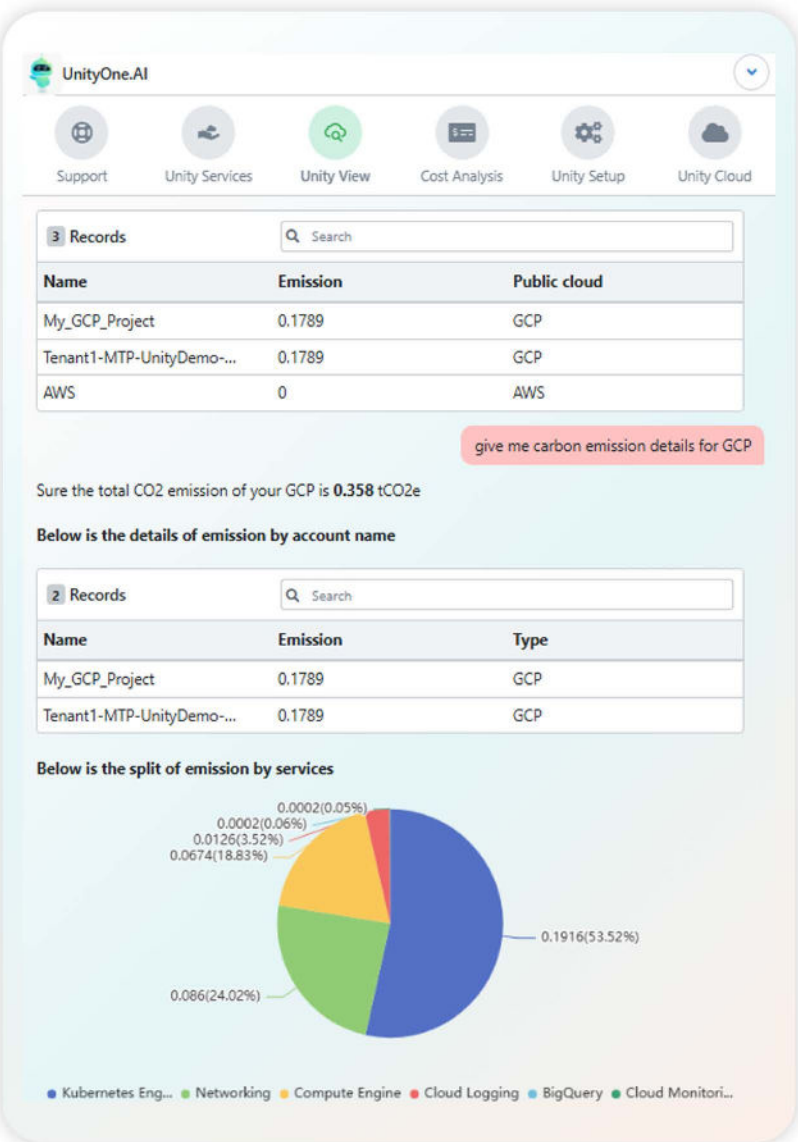 UnityOne.AI
Support Unity Services Unity View Cost Analysis Unity Setup Unity Cloud
3 Records Search
Name Emission Public cloud
My_GCP_Project 0.1789 GCP
Tenant1-MTP-UnityDemo-... 0.1789 GCP
AWS 0 AWS
give me carbon emission details for GCP
Sure the total CO2 emission of your GCP is 0.358 tCO2e
Below is the details of emission by account name
2 Records Search
Name Emission Type
My_GCP_Project 0.1789 GCP
Tenant1-MTP-UnityDemo-... 0.1789 GCP
Below is the split of emission by services
0.0002(0.05%)
0.0002(0.06%)
0.0126(3.52%)
0.0674(18.83%)
0.1916(53.52%)
0.086(24.02%)
Kubernetes Eng... Networking Compute Engine Cloud Logging BigQuery Cloud Monitori...